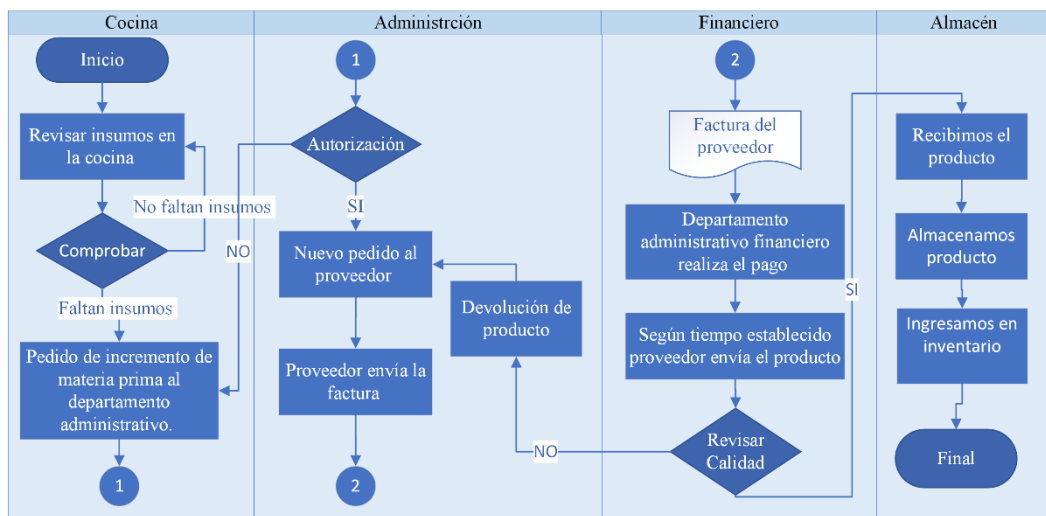 Cocina
Administrción
Financiero
Almacén
Inicio
Revisar insumos en
la cocina
No faltan insumos
Comprobar
Faltan insumos
Pedido de incremento de
materia prima al
departamento
administrativo.
1
1
Autorización
SI
NO
Nuevo pedido al
proveedor
Devolución de
producto
Proveedor envía la
factura
NO
2
2
Factura del
proveedor
Departamento
administrativo financiero
realiza el pago
Según tiempo establecido
proveedor envía el producto
Revisar
Calidad
SI
Recibimos el
producto
Almacenamos
producto
Ingresamos en
inventario
Final